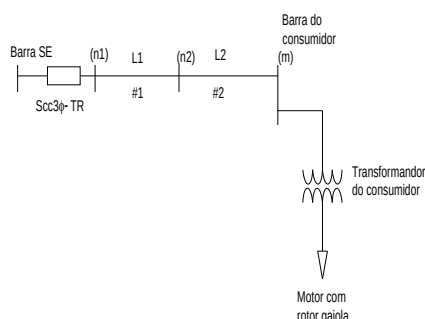 Barra do
consumidor
Barra SE
(n1)
L1
(n2)
L2
(m)
#1
#2
Scc3ϕ- TR
Transformandor
do consumidor
Motor com
rotor gaiola